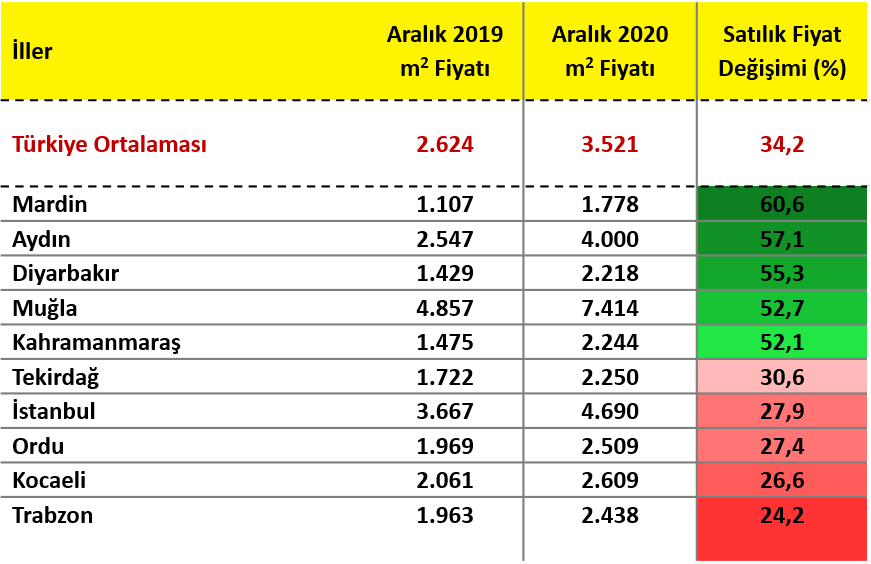 İller Aralık 2019 m² Fiyatı Aralık 2020 m² Fiyatı Satılık Fiyat Değişimi (%)
Türkiye Ortalaması 2.624 3.521 34,2
Mardin 1.107 1.778 60,6
Aydın 2.547 4.000 57,1
Diyarbakır 1.429 2.218 55,3
Muğla 4.857 7.414 52,7
Kahramanmaraş 1.475 2.244 52,1
Tekirdağ 1.722 2.250 30,6
İstanbul 3.667 4.690 27,9
Ordu 1.969 2.509 27,4
Kocaeli 2.061 2.609 26,6
Trabzon 1.963 2.438 24,2